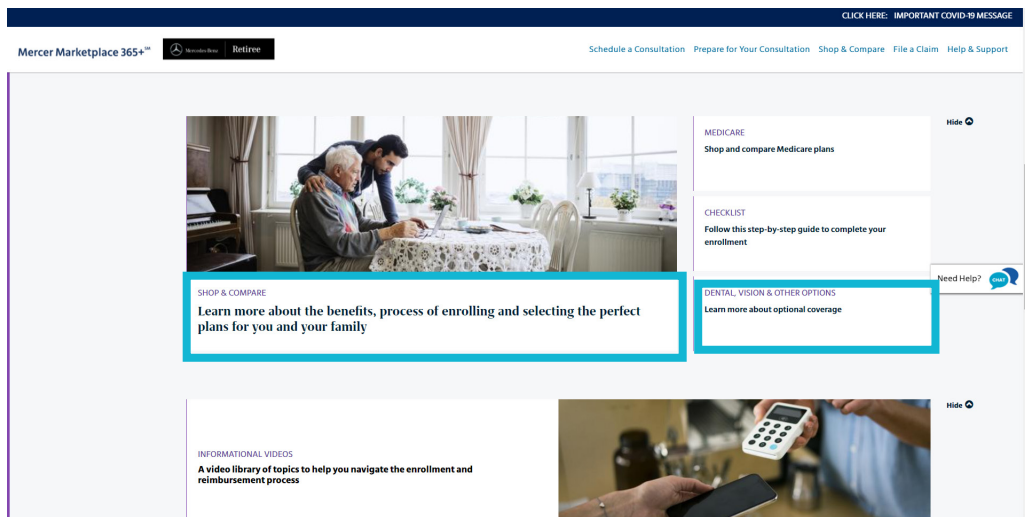 CLICK HERE: IMPORTANT COVID-19 MESSAGE
Mercer Marketplace 365+℠
Mercedes-Benz Retiree
Schedule a Consultation Prepare for Your Consultation Shop & Compare File a Claim Help & Support
Hide
MEDICARE
Shop and compare Medicare plans
CHECKLIST
Follow this step-by-step guide to complete your
enrollment
Need Help? CHAT
SHOP & COMPARE
Learn more about the benefits, process of enrolling and selecting the perfect
plans for you and your family
DENTAL, VISION & OTHER OPTIONS
Learn more about optional coverage
Hide
INFORMATIONAL VIDEOS
A video library of topics to help you navigate the enrollment and
reimbursement process